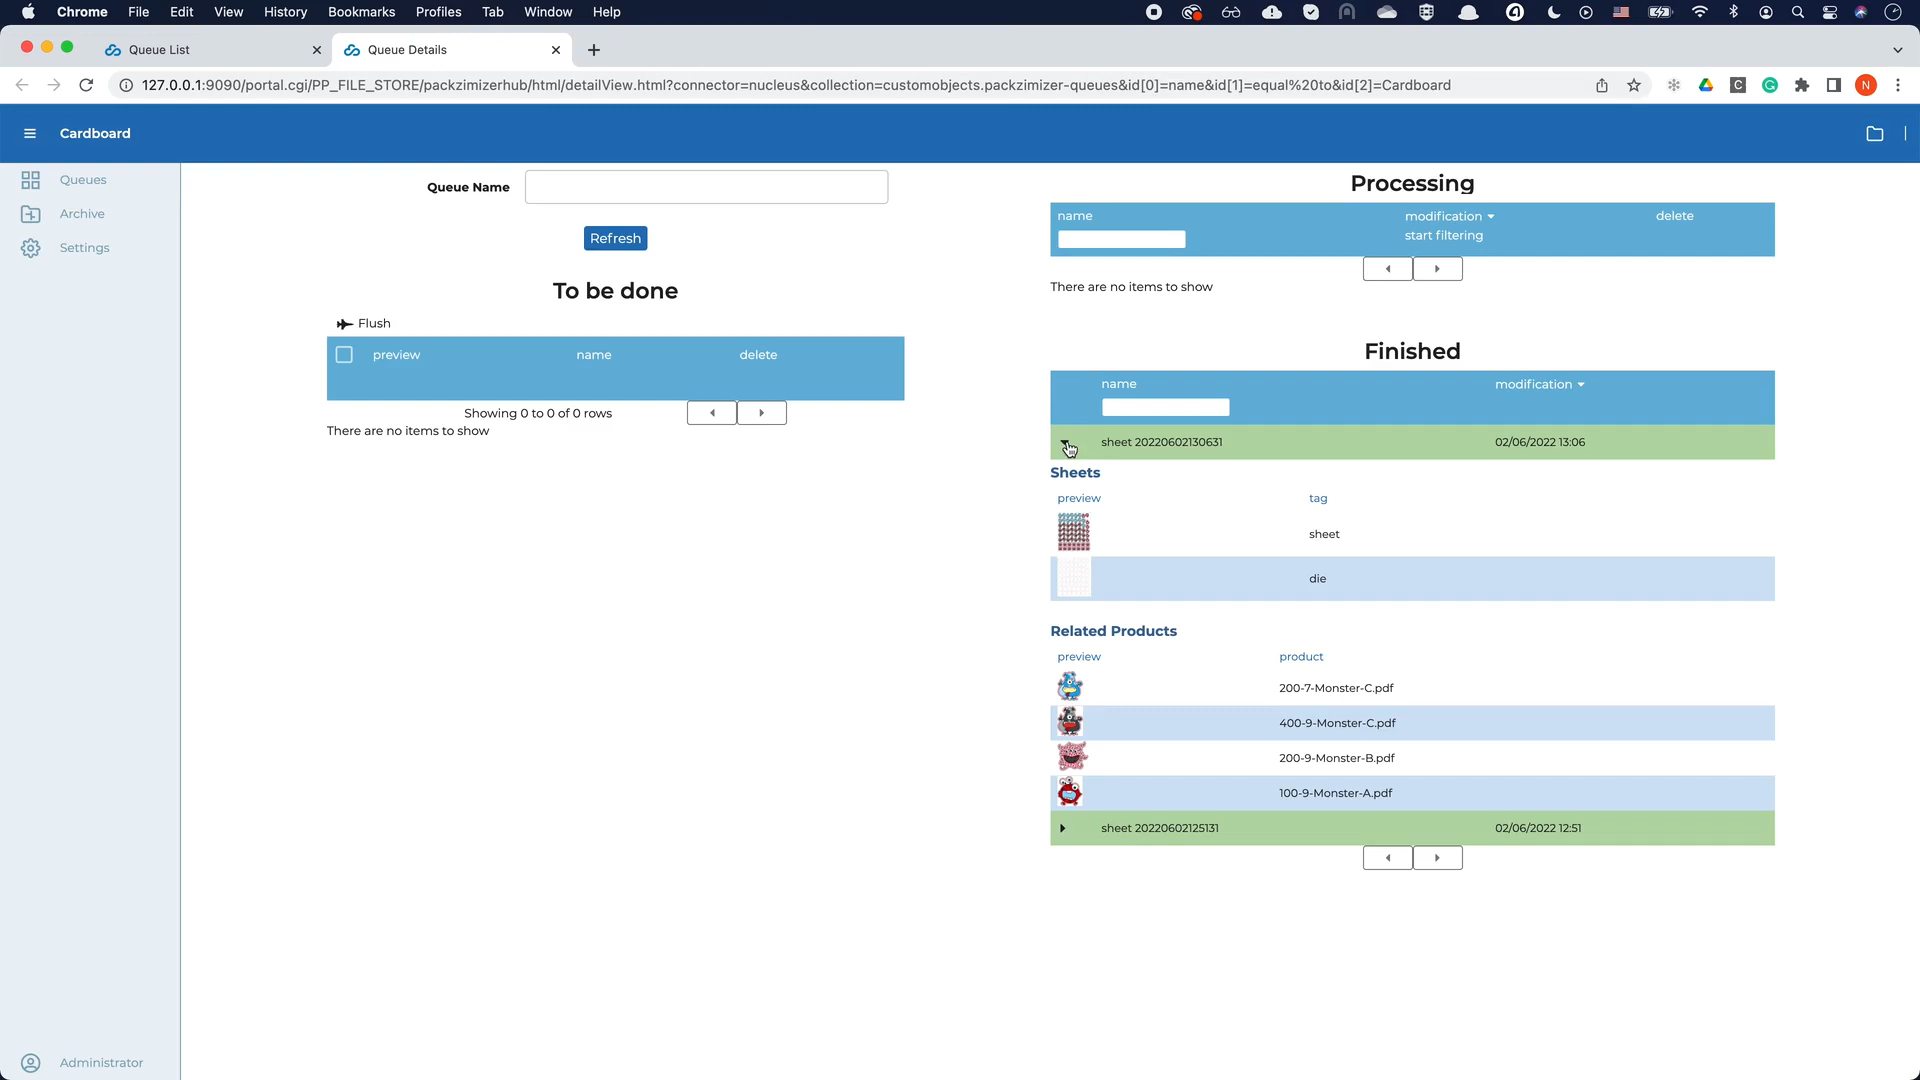 Chrome File Edit View History Bookmarks Profiles Tab Window Help
Queue List
Queue Details
127.0.0.1:9090/portal.cgi/PP_FILE_STORE/packzimizerhub/html/detailView.html?connector=nucleus&collection=customobjects.packzimizer-queues&id[0]=name&id[1]=equal%20to&id[2]=Cardboard
C
N
Cardboard
Queues
Archive
Settings
Administrator
Queue Name
Refresh
To be done
Flush
preview name delete
Showing 0 to 0 of 0 rows
There are no items to show
Processing
name modification delete
start filtering
There are no items to show
Finished
name modification
sheet 20220602130631 02/06/2022 13:06
Sheets
preview tag
sheet
die
Related Products
preview product
200-7-Monster-C.pdf
400-9-Monster-C.pdf
200-9-Monster-B.pdf
100-9-Monster-A.pdf
sheet 20220602125131 02/06/2022 12:51